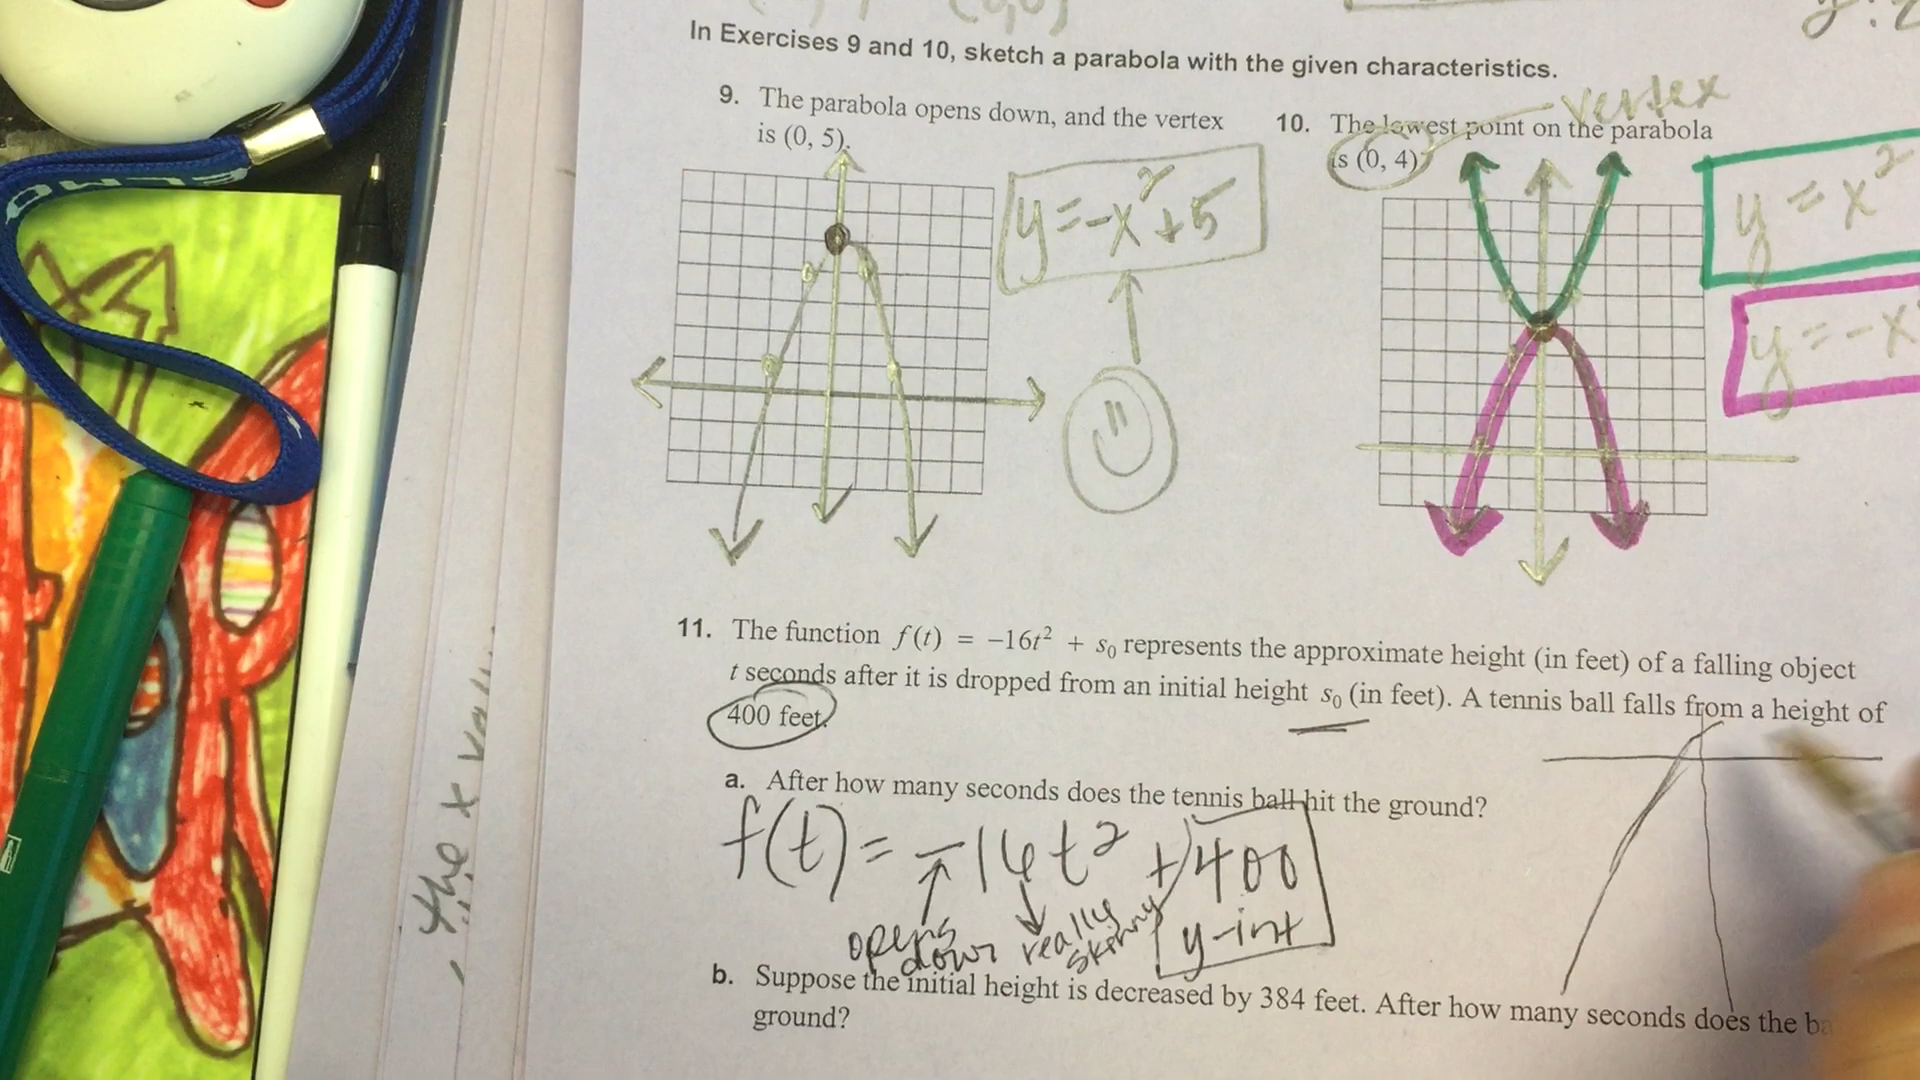 In Exercises 9 and 10, sketch a parabola with the given characteristics.
9. The parabola opens down, and the vertex
is (0, 5).
y = -x² + 5
vertex
10. The lowest point on the parabola
is (0, 4).
y = x²
y = -x
11. The function f(t) = −16t² + s₀ represents the approximate height (in feet) of a falling object
t seconds after it is dropped from an initial height s₀ (in feet). A tennis ball falls from a height of
400 feet.
a. After how many seconds does the tennis ball hit the ground?
f(t) = -16t² + 400
opens down
really skinny
y-int
b. Suppose the initial height is decreased by 384 feet. After how many seconds does the
ground?
the x